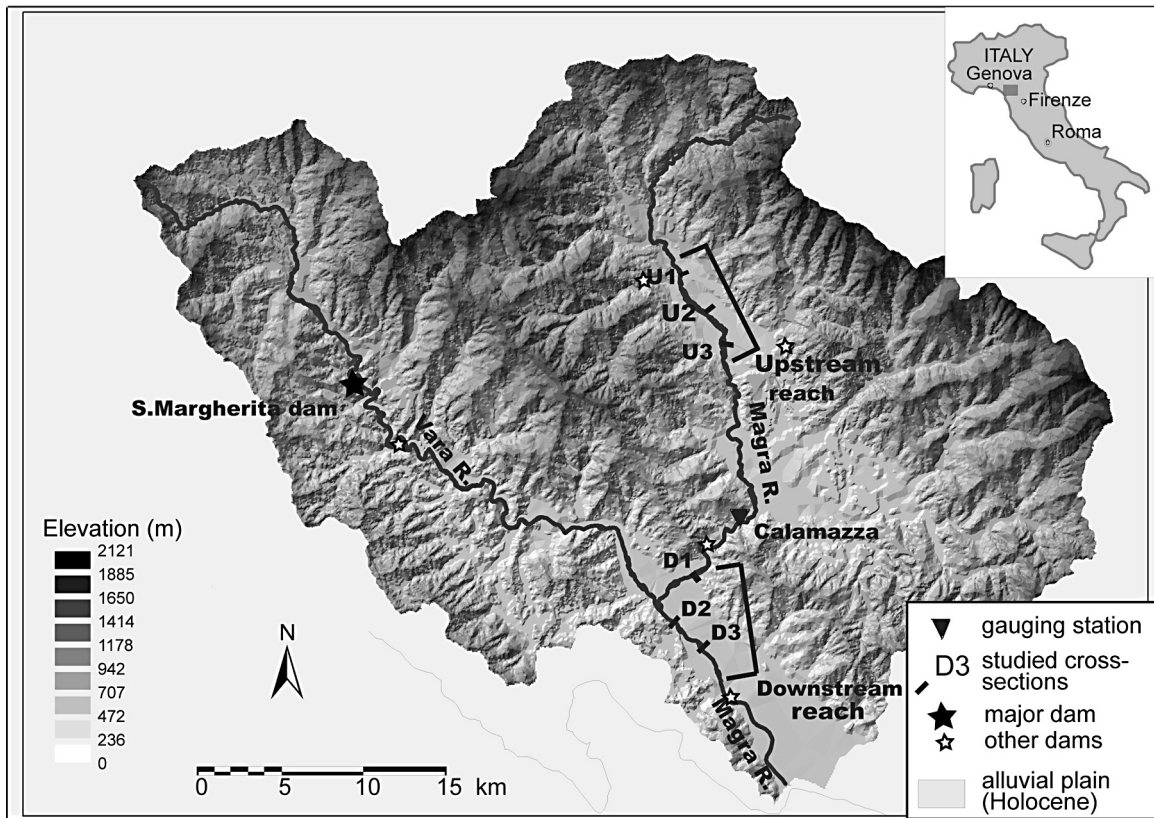 ITALY
Genova
Firenze
Roma
U1
U2
U3
Upstream
reach
S.Margherita dam
Vara R.
Magra R.
Calamazza
D1
D2
D3
Downstream
reach
Magra R.
Elevation (m)
2121
1885
1650
1414
1178
942
707
472
236
0
N
0 5 10 15 km
gauging station
D3 studied cross-
sections
major dam
other dams
alluvial plain
(Holocene)